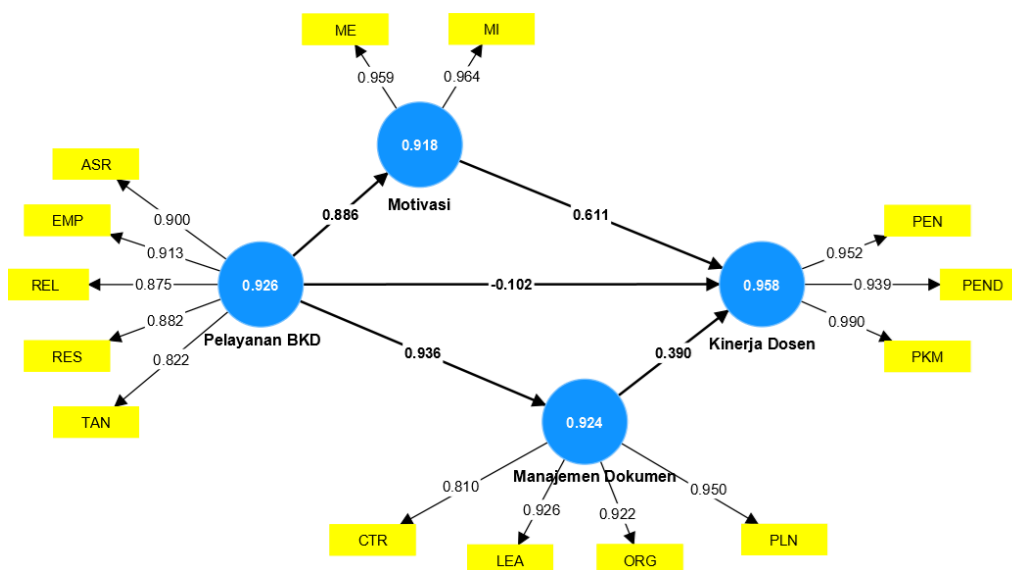 ME
MI
0.959
0.964
0.918
Motivasi
ASR
EMP
REL
RES
TAN
0.900
0.913
0.875
0.882
0.822
0.926
Pelayanan BKD
0.886
0.611
-0.102
0.936
0.390
0.958
Kinerja Dosen
0.952
0.939
0.990
PEN
PEND
PKM
0.924
Manajemen Dokumen
0.810
0.926
0.922
0.950
CTR
LEA
ORG
PLN